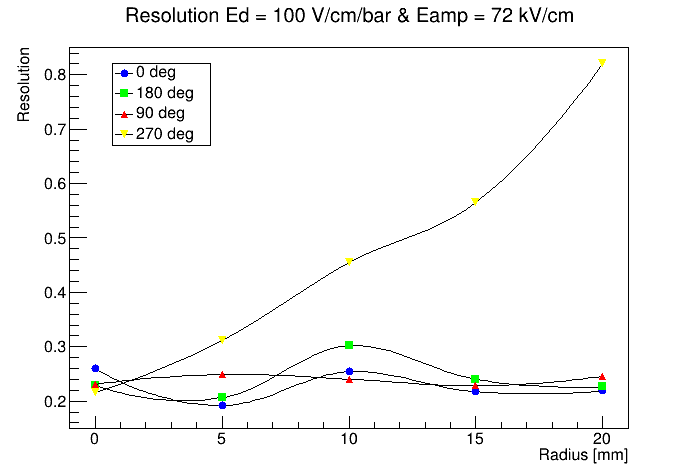 Resolution Ed = 100 V/cm/bar & Eamp = 72 kV/cm
Resolution
0 deg
180 deg
90 deg
270 deg
0.8
0.7
0.6
0.5
0.4
0.3
0.2
0 5 10 15 20
Radius [mm]